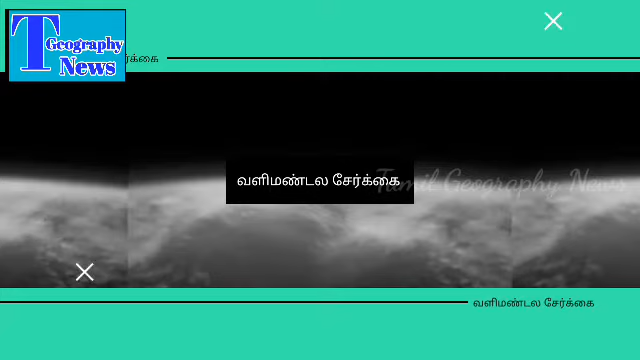 T Geography
News
ர்க்கை
வளிமண்டல சேர்க்கை
Tamil Geography News
வளிமண்டல சேர்க்கை